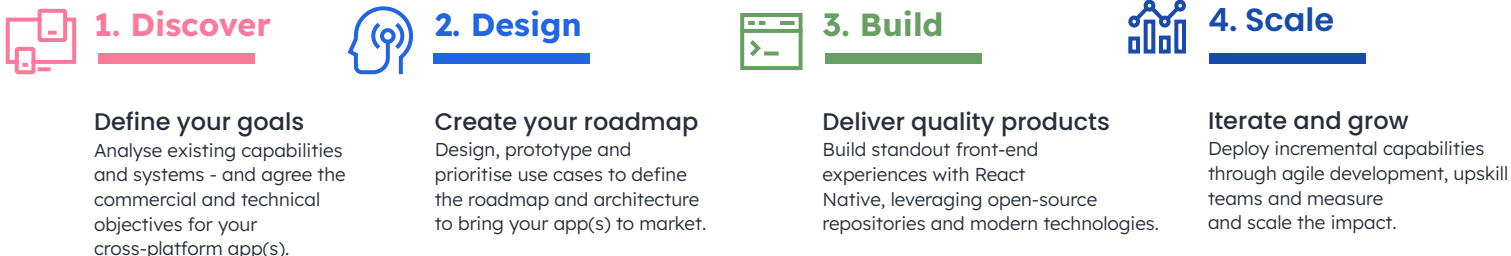 1. Discover
Define your goals
Analyse existing capabilities
and systems - and agree the
commercial and technical
objectives for your
cross-platform app(s).
2. Design
Create your roadmap
Design, prototype and
prioritise use cases to define
the roadmap and architecture
to bring your app(s) to market.
3. Build
Deliver quality products
Build standout front-end
experiences with React
Native, leveraging open-source
repositories and modern technologies.
4. Scale
Iterate and grow
Deploy incremental capabilities
through agile development, upskill
teams and measure
and scale the impact.